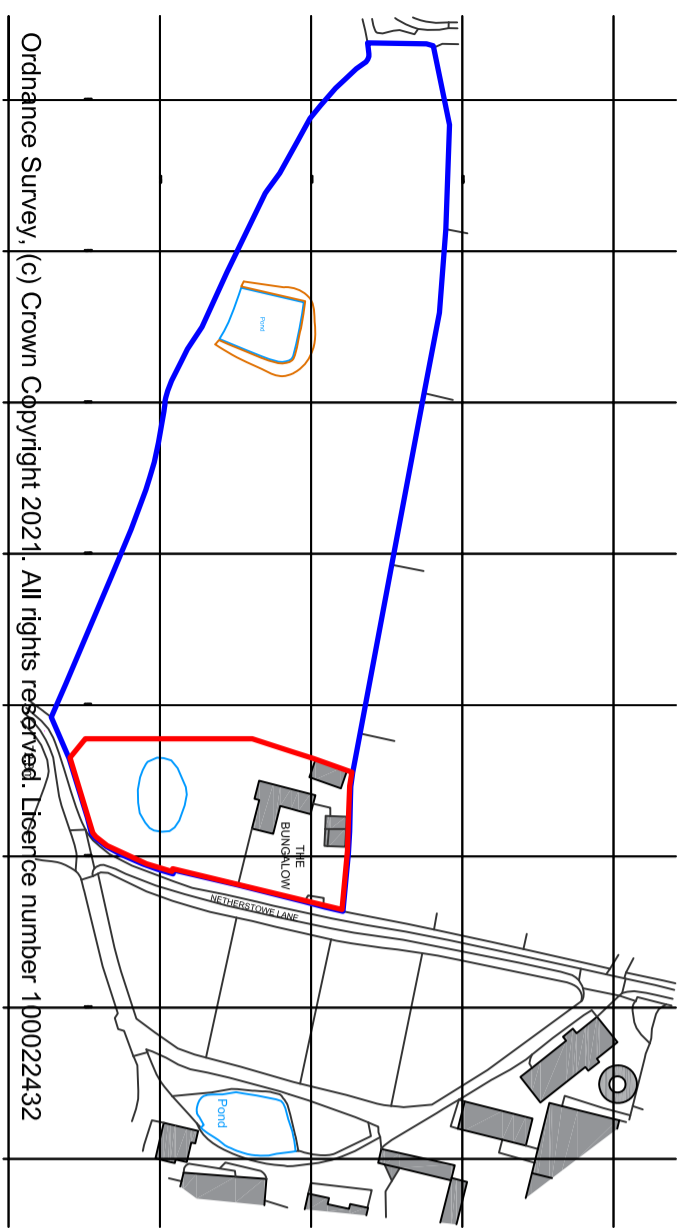 Ordnance Survey, (c) Crown Copyright 2021. All rights reserved. Licence number 100022432
Pond
THE
BUNGALOW
NETHERSTOWE LANE
Pond